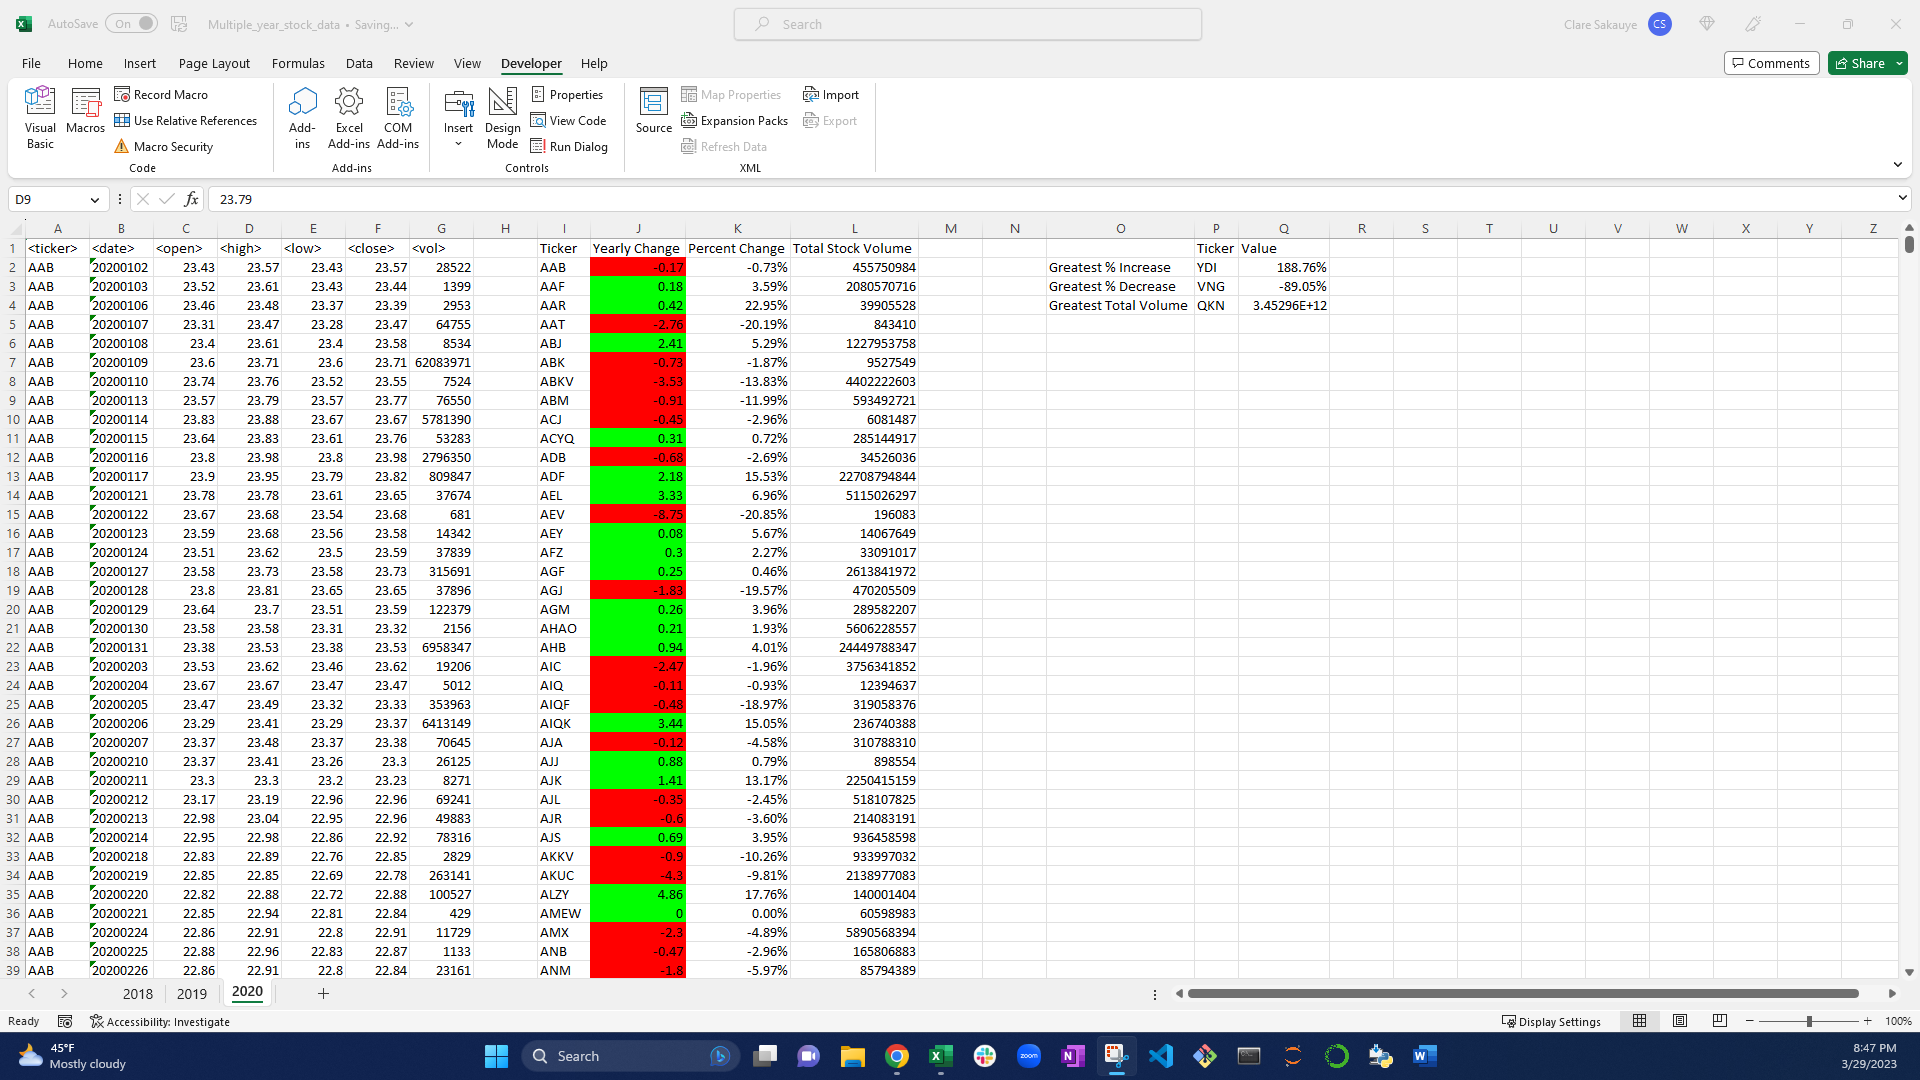 AutoSave On Multiple_year_stock_data • Saving... Search Clare Sakauye CS
File Home Insert Page Layout Formulas Data Review View Developer Help Comments Share
Visual Basic Macros Record Macro Use Relative References Macro Security Code
Add-ins Excel Add-ins COM Add-ins Add-ins
Insert Design Mode Properties View Code Run Dialog Controls
Source Map Properties Expansion Packs Refresh Data Import Export XML
D9 fx 23.79
A B C D E F G H I J K L M N O P Q R S T U V W X Y Z
1 <ticker> <date> <open> <high> <low> <close> <vol> Ticker Yearly Change Percent Change Total Stock Volume Ticker Value
2 AAB 20200102 23.43 23.57 23.43 23.57 28522 AAB -0.17 -0.73% 455750984 Greatest % Increase YDI 188.76%
3 AAB 20200103 23.52 23.61 23.43 23.44 1399 AAF 0.18 3.59% 2080570716 Greatest % Decrease VNG -89.05%
4 AAB 20200106 23.46 23.48 23.37 23.39 2953 AAR 0.42 22.95% 39905528 Greatest Total Volume QKN 3.45296E+12
5 AAB 20200107 23.31 23.47 23.28 23.47 64755 AAT -2.76 -20.19% 843410
6 AAB 20200108 23.4 23.61 23.4 23.58 8534 ABJ 2.41 5.29% 1227953758
7 AAB 20200109 23.6 23.71 23.6 23.71 62083971 ABK -0.73 -1.87% 9527549
8 AAB 20200110 23.74 23.76 23.52 23.55 7524 ABKV -3.53 -13.83% 4402222603
9 AAB 20200113 23.57 23.79 23.57 23.77 76550 ABM -0.91 -11.99% 593492721
10 AAB 20200114 23.83 23.88 23.67 23.67 5781390 ACJ -0.45 -2.96% 6081487
11 AAB 20200115 23.64 23.83 23.61 23.76 53283 ACYQ 0.31 0.72% 285144917
12 AAB 20200116 23.8 23.98 23.8 23.98 2796350 ADB -0.68 -2.69% 34526036
13 AAB 20200117 23.9 23.95 23.79 23.82 809847 ADF 2.18 15.53% 22708794844
14 AAB 20200121 23.78 23.78 23.61 23.65 37674 AEL 3.33 6.96% 5115026297
15 AAB 20200122 23.67 23.68 23.54 23.68 681 AEV -8.75 -20.85% 196083
16 AAB 20200123 23.59 23.68 23.56 23.58 14342 AEY 0.08 5.67% 14067649
17 AAB 20200124 23.51 23.62 23.5 23.59 37839 AFZ 0.3 2.27% 33091017
18 AAB 20200127 23.58 23.73 23.58 23.73 315691 AGF 0.25 0.46% 2613841972
19 AAB 20200128 23.8 23.81 23.65 23.65 37896 AGJ -1.83 -19.57% 470205509
20 AAB 20200129 23.64 23.7 23.51 23.59 122379 AGM 0.26 3.96% 289582207
21 AAB 20200130 23.58 23.58 23.31 23.32 2156 AHAO 0.21 1.93% 5606228557
22 AAB 20200131 23.38 23.53 23.38 23.53 6958347 AHB 0.94 4.01% 24449788347
23 AAB 20200203 23.53 23.62 23.46 23.62 19206 AIC -2.47 -1.96% 3756341852
24 AAB 20200204 23.67 23.67 23.47 23.47 5012 AIQ -0.11 -0.93% 12394637
25 AAB 20200205 23.47 23.49 23.32 23.33 353963 AIQF -0.48 -18.97% 319058376
26 AAB 20200206 23.29 23.41 23.29 23.37 6413149 AIQK 3.44 15.05% 236740388
27 AAB 20200207 23.37 23.48 23.37 23.38 70645 AJA -0.12 -4.58% 310788310
28 AAB 20200210 23.37 23.41 23.26 23.3 26125 AJJ 0.88 0.79% 898554
29 AAB 20200211 23.3 23.3 23.2 23.23 8271 AJK 1.41 13.17% 2250415159
30 AAB 20200212 23.17 23.19 22.96 22.96 69241 AJL -0.35 -2.45% 518107825
31 AAB 20200213 22.98 23.04 22.95 22.96 49883 AJR -0.6 -3.60% 214083191
32 AAB 20200214 22.95 22.98 22.86 22.92 78316 AJS 0.69 3.95% 936458598
33 AAB 20200218 22.83 22.89 22.76 22.85 2829 AKKV -0.9 -10.26% 933997032
34 AAB 20200219 22.85 22.85 22.69 22.78 263141 AKUC -4.3 -9.81% 2138977083
35 AAB 20200220 22.82 22.88 22.72 22.88 100527 ALZY 4.86 17.76% 140001404
36 AAB 20200221 22.85 22.94 22.81 22.84 429 AMEW 0 0.00% 60598983
37 AAB 20200224 22.86 22.91 22.8 22.91 11729 AMX -2.3 -4.89% 5890568394
38 AAB 20200225 22.88 22.96 22.83 22.87 1133 ANB -0.47 -2.96% 165806883
39 AAB 20200226 22.86 22.91 22.8 22.84 23161 ANM -1.8 -5.97% 85794389
2018 2019 2020
Ready Accessibility: Investigate Display Settings 100%
45°F
Mostly cloudy
Search zoom
8:47 PM
3/29/2023